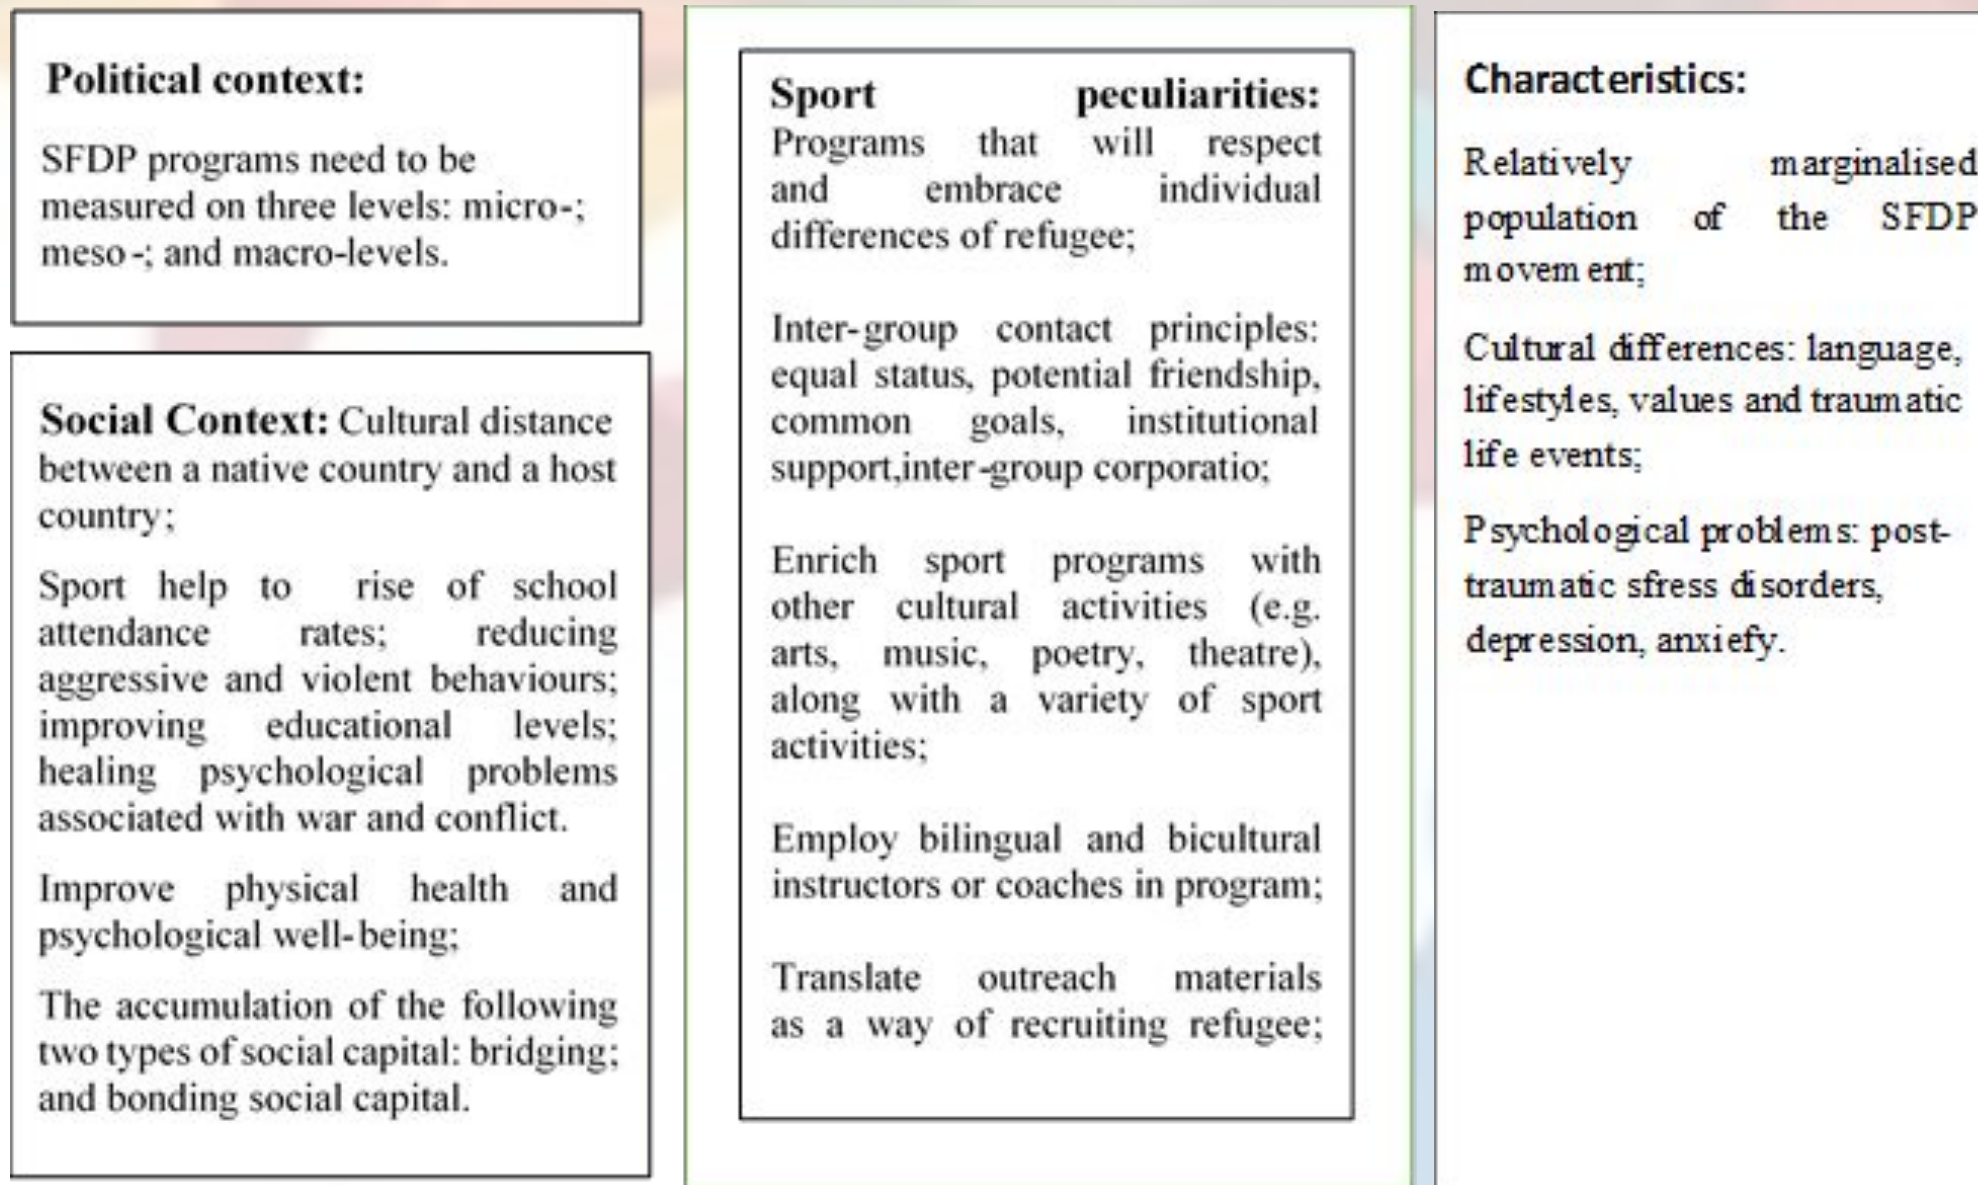 Political context:
SFDP programs need to be
measured on three levels: micro-;
meso-; and macro-levels.
Social Context: Cultural distance
between a native country and a host
country;
Sport help to rise of school
attendance rates; reducing
aggressive and violent behaviours;
improving educational levels;
healing psychological problems
associated with war and conflict.
Improve physical health and
psychological well-being;
The accumulation of the following
two types of social capital: bridging;
and bonding social capital.
Sport peculiarities:
Programs that will respect
and embrace individual
differences of refugee;
Inter-group contact principles:
equal status, potential friendship,
common goals, institutional
support,inter-group corporatio;
Enrich sport programs with
other cultural activities (e.g.
arts, music, poetry, theatre),
along with a variety of sport
activities;
Employ bilingual and bicultural
instructors or coaches in program;
Translate outreach materials
as a way of recruiting refugee;
Characteristics:
Relatively marginalised
population of the SFDP
movement;
Cultural differences: language,
lifestyles, values and traumatic
life events;
Psychological problems: post-
traumatic sfress disorders,
depression, anxiefy.